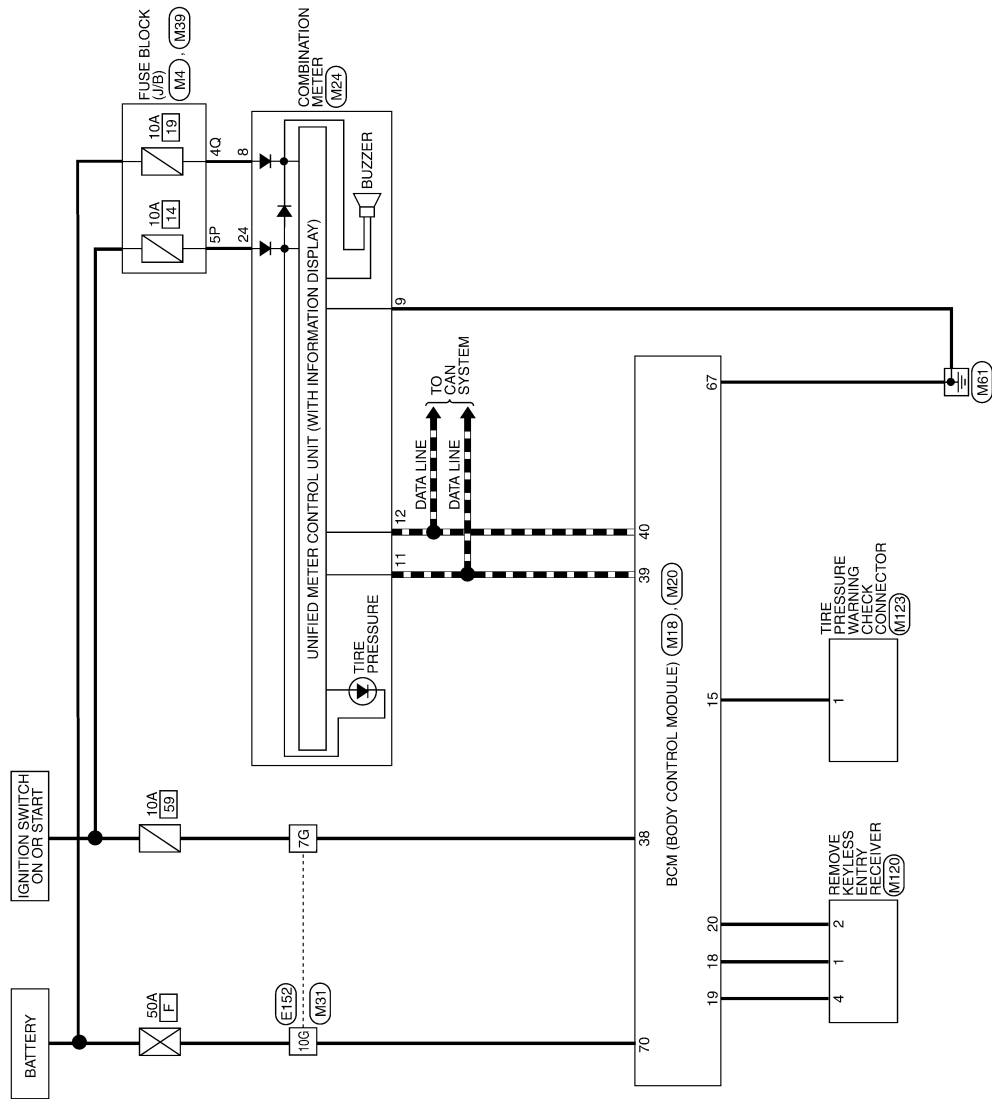 BATTERY
IGNITION SWITCH
ON OR START
50A
F
10A
59
10A
14
10A
19
FUSE BLOCK
(J/B)
M4 , M39
5P
4Q
24
8
COMBINATION
METER
M24
UNIFIED METER CONTROL UNIT (WITH INFORMATION DISPLAY)
BUZZER
TIRE
PRESSURE
11
12
9
DATA LINE
DATA LINE
TO
CAN
SYSTEM
10G
E152
M31
7G
70
38
39
40
67
BCM (BODY CONTROL MODULE) M18 , M20
19
18
20
15
4
1
2
REMOVE
KEYLESS
ENTRY
RECEIVER
M120
1
TIRE
PRESSURE
WARNING
CHECK
CONNECTOR
M123
M61